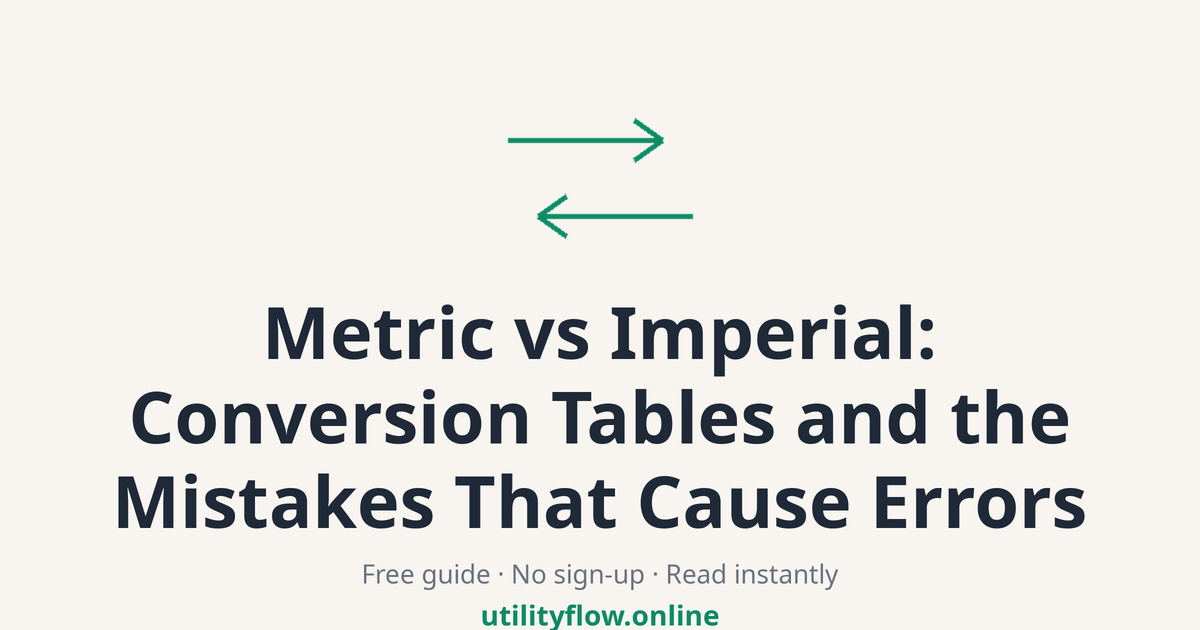 Metric vs Imperial:
Conversion Tables and the
Mistakes That Cause Errors
Free guide · No sign-up · Read instantly
utilityflow.online